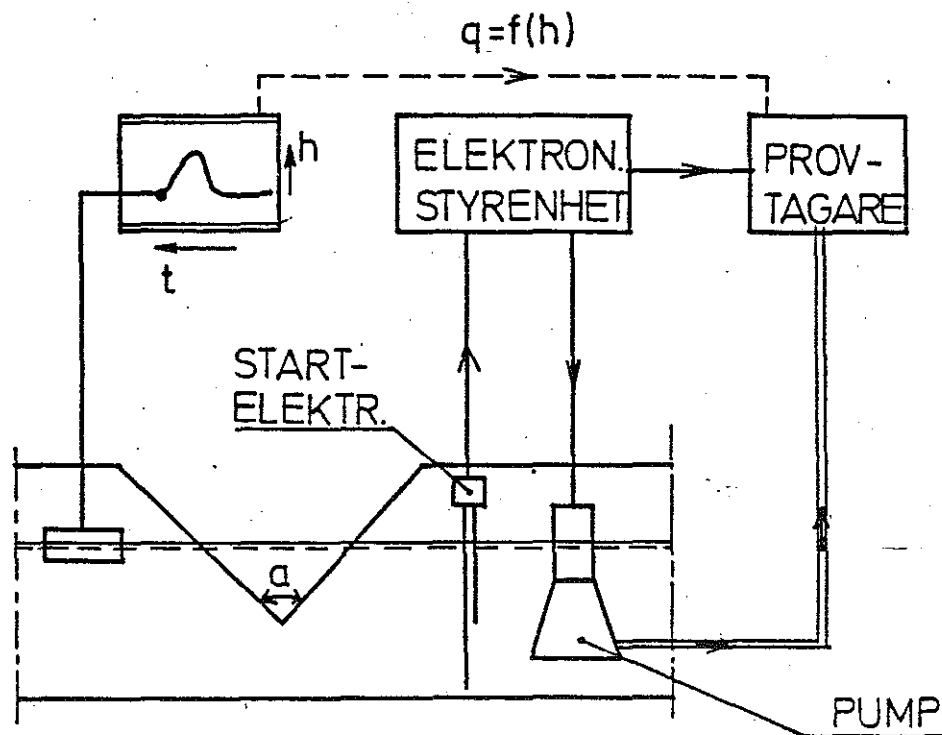 q=f(h)
h
t
ELEKTRON.
STYRENHET
PROV-
TAGARE
START-
ELEKTR.
a
PUMP